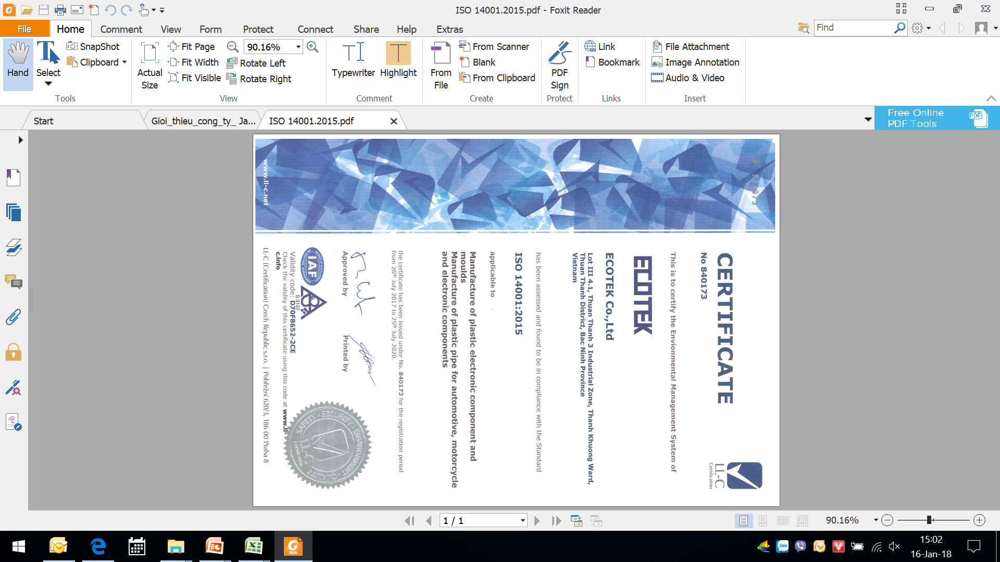 ISO 14001.2015.pdf - Foxit Reader
File
Home
Comment
View
Form
Protect
Connect
Share
Help
Extras
Find
Hand
Select
SnapShot
Clipboard
Tools
Actual
Size
Fit Page
Fit Width
Fit Visible
90.16%
Rotate Left
Rotate Right
View
Typewriter
Highlight
Comment
From
File
From Scanner
Blank
From Clipboard
Create
PDF
Sign
Protect
Link
Bookmark
Links
File Attachment
Image Annotation
Audio & Video
Insert
Start
Gioi_thieu_cong_ty_ Ja...
ISO 14001.2015.pdf
Free Online
PDF Tools
PDF
CERTIFICATE
No 840173
LL-C
Certification
This is to certify the Envionmental Management System of
ECOTEK
ECOTEK Co.,Ltd
Lot III 4.1, Thuan Thanh 3 Industrial Zone, Thanh Khuong Ward,
Thuan Thanh District, Bac Ninh Province
Vietnam
has been assessed and found to be in compliance with the Standard
ISO 14001:2015
applicable to
Manufacture of plastic electronic component and
moulds
Manufacture of plastic pipe for automotive, motorcycle
and electronic components
the certificate has been issued under No. 840173 for the registration period
from 26th July 2017 to 25th July 2020.
Approved by
Printed by
IAF
S 3137
Validity code: D70F8652-2CE
Check the validity of this certificate using this code at www.ll-
c.info
SAFETY · SECURITY · ENVIRONMENT · QUALITY
LL-C
Certification
LL-C (Certification) Czech Republic s.r.o. | Pobřežní 620/3, 186 00 Praha 8
www.ll-c.net
1 / 1
90.16%
PDF
Zalo
15:02
16-Jan-18